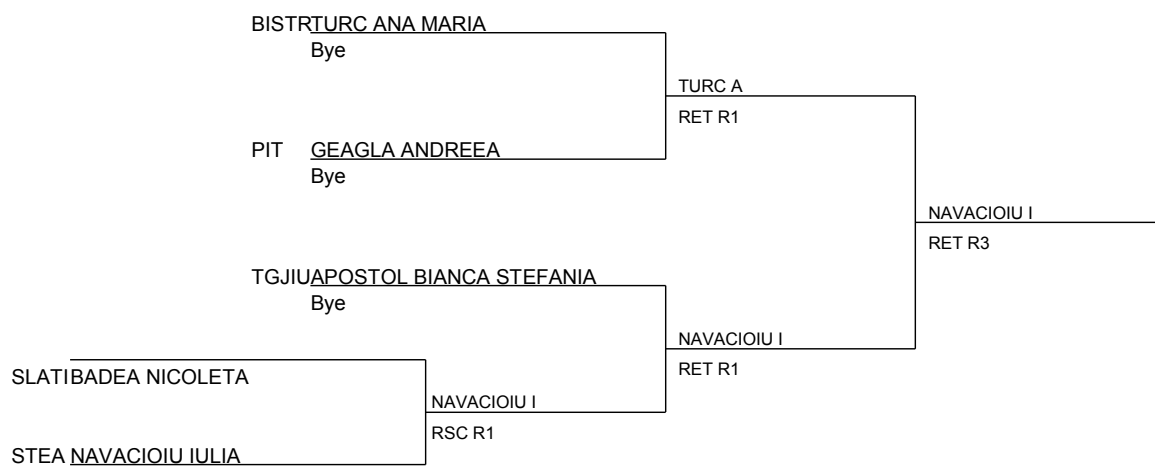 BISTRTURC ANA MARIA
Bye
TURC A
RET R1
PIT GEAGLA ANDREEA
Bye
NAVACIOIU I
RET R3
TGJIUAPOSTOL BIANCA STEFANIA
Bye
NAVACIOIU I
RET R1
SLATIBADEA NICOLETA
NAVACIOIU I
RSC R1
STEA NAVACIOIU IULIA